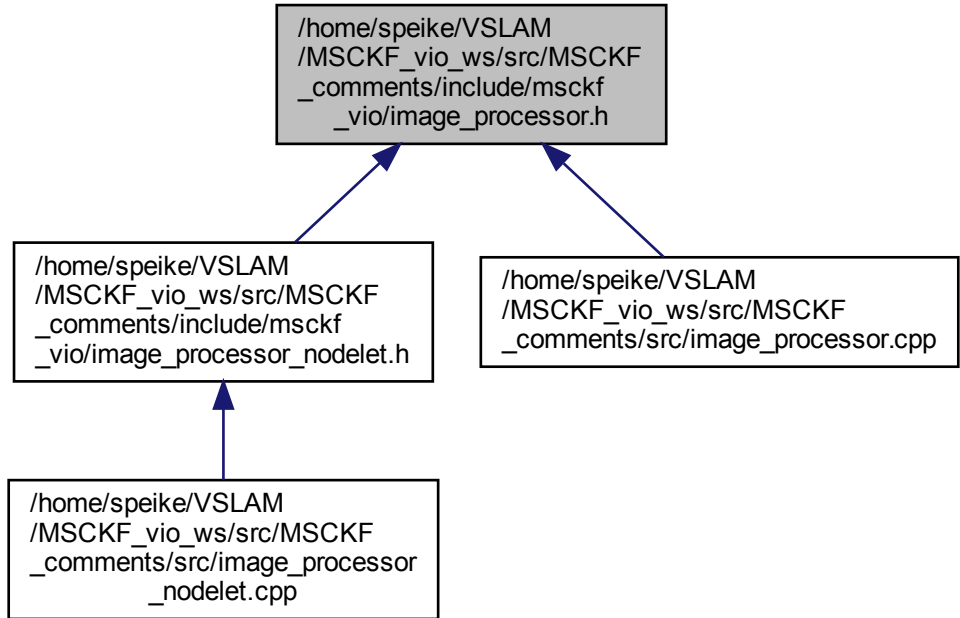 /home/speike/VSLAM
/MSCKF_vio_ws/src/MSCKF
_comments/include/msckf
_vio/image_processor.h
/home/speike/VSLAM
/MSCKF_vio_ws/src/MSCKF
_comments/include/msckf
_vio/image_processor_nodelet.h
/home/speike/VSLAM
/MSCKF_vio_ws/src/MSCKF
_comments/src/image_processor.cpp
/home/speike/VSLAM
/MSCKF_vio_ws/src/MSCKF
_comments/src/image_processor
_nodelet.cpp